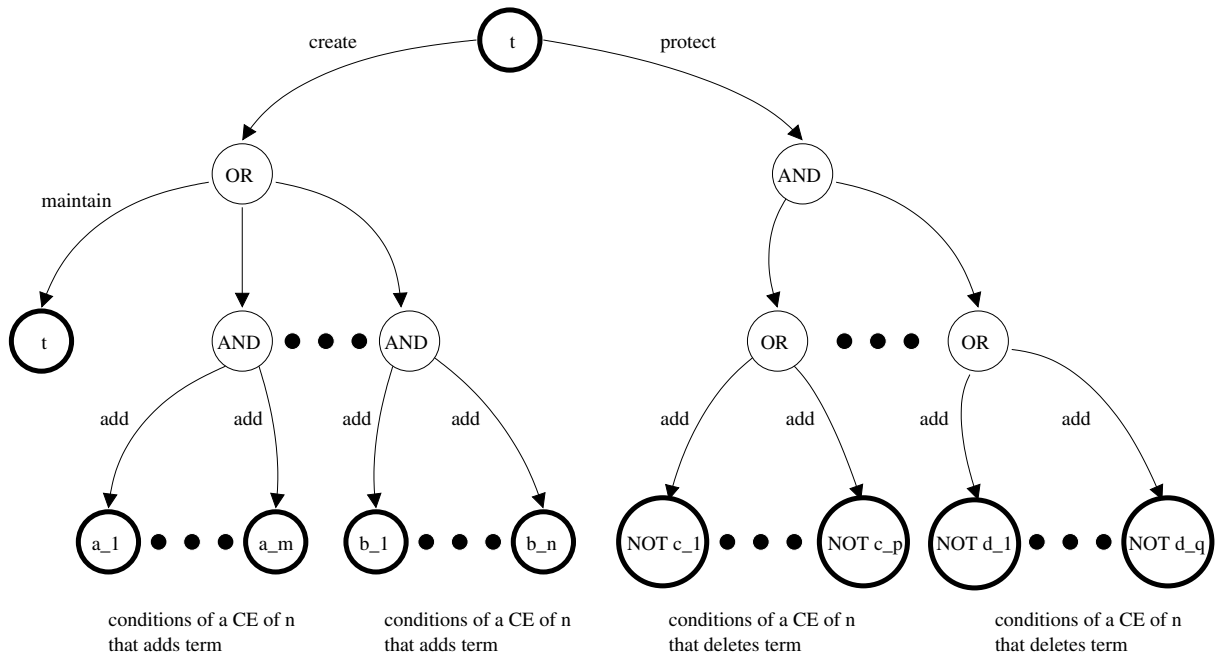 create
t
protect
OR
AND
maintain
t
AND
AND
OR
OR
add
add
add
add
add
add
add
add
a_1
a_m
b_1
b_n
NOT c_1
NOT c_p
NOT d_1
NOT d_q
conditions of a CE of n
that adds term
conditions of a CE of n
that adds term
conditions of a CE of n
that deletes term
conditions of a CE of n
that deletes term